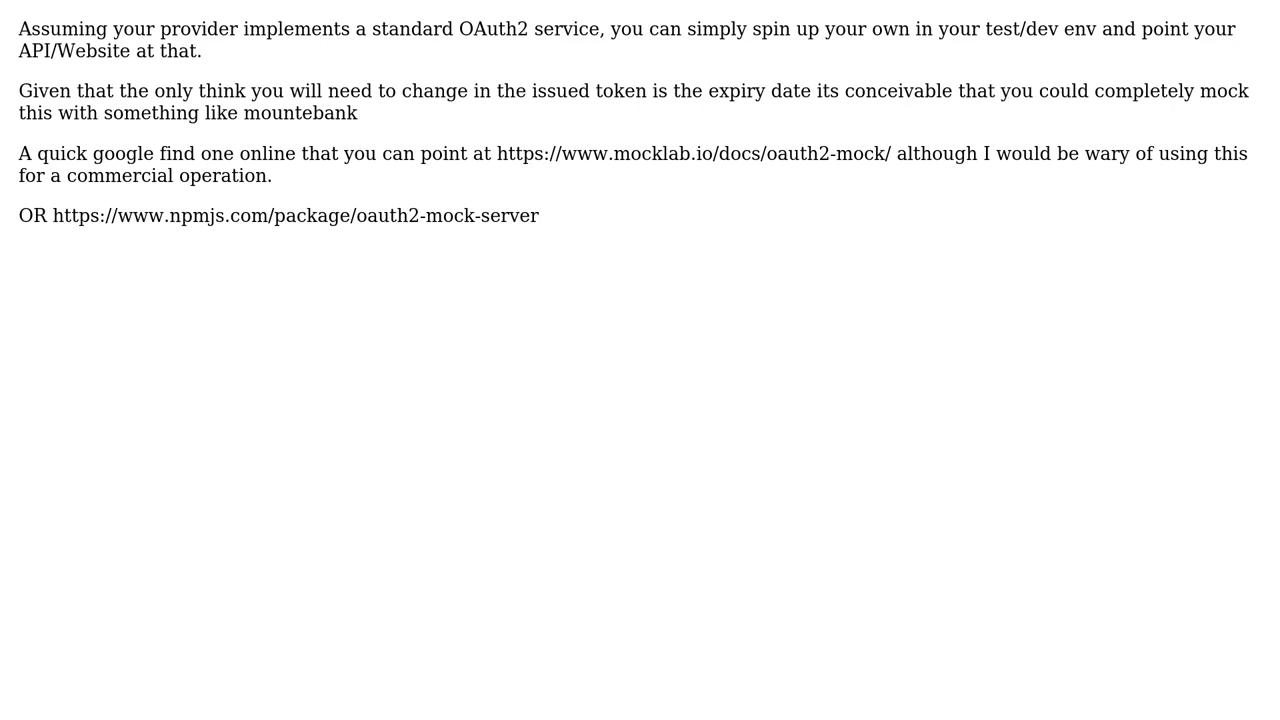 Assuming your provider implements a standard OAuth2 service, you can simply spin up your own in your test/dev env and point your
API/Website at that.
Given that the only think you will need to change in the issued token is the expiry date its conceivable that you could completely mock
this with something like mountebank
A quick google find one online that you can point at https://www.mocklab.io/docs/oauth2-mock/ although I would be wary of using this
for a commercial operation.
OR https://www.npmjs.com/package/oauth2-mock-server